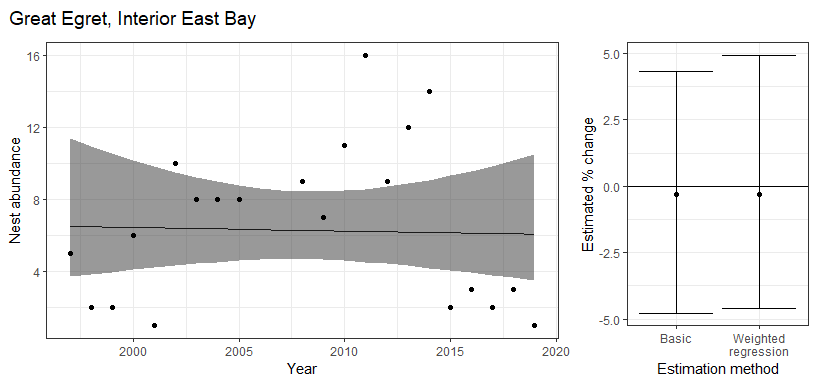 Great Egret, Interior East Bay
Nest abundance
16
12
8
4
2000
2005
2010
2015
2020
Year
Estimated % change
5.0
2.5
0.0
-2.5
-5.0
Basic
Weighted
regression
Estimation method